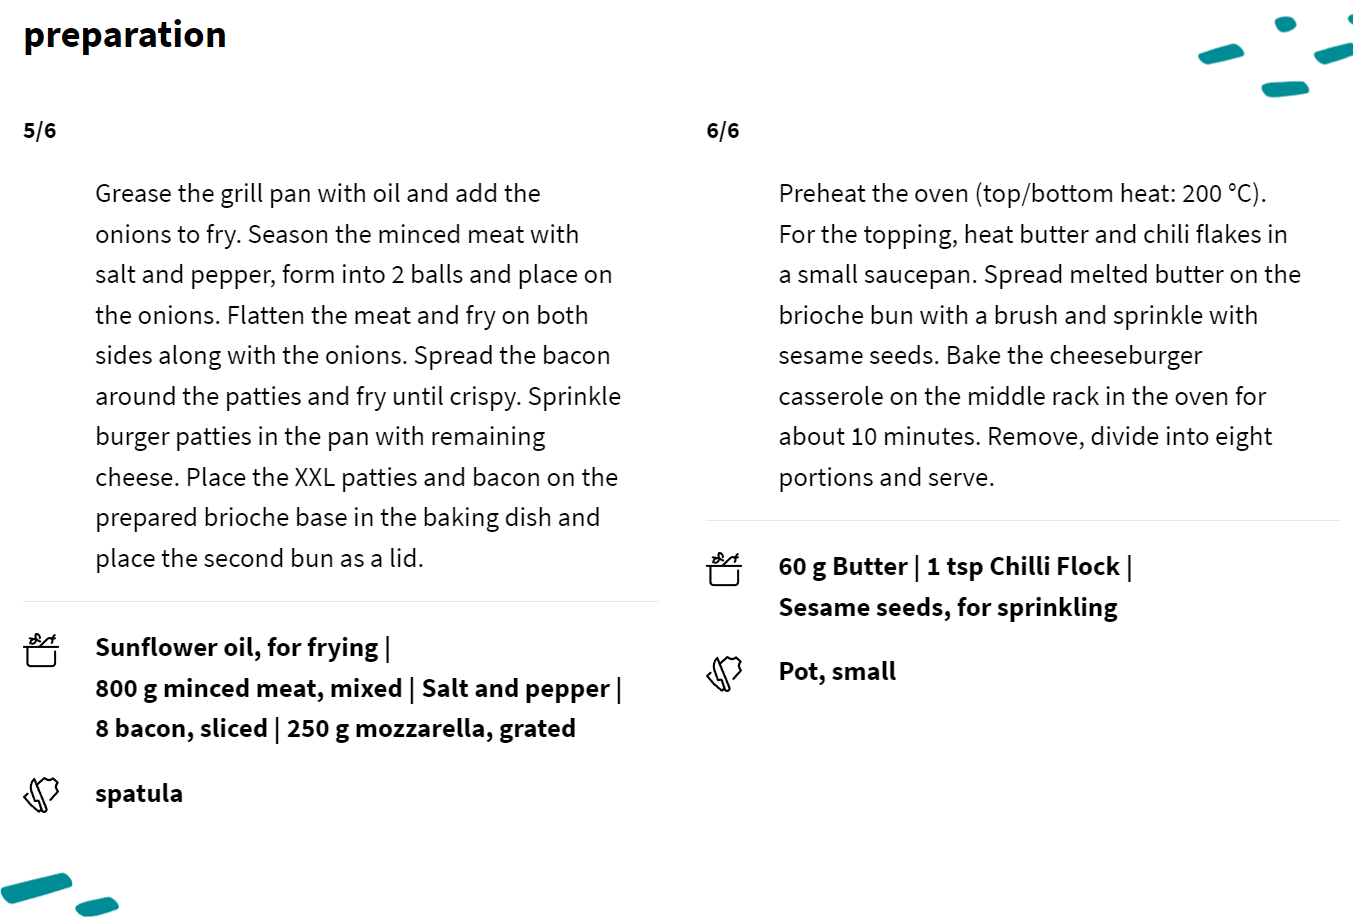 preparation
5/6
Grease the grill pan with oil and add the
onions to fry. Season the minced meat with
salt and pepper, form into 2 balls and place on
the onions. Flatten the meat and fry on both
sides along with the onions. Spread the bacon
around the patties and fry until crispy. Sprinkle
burger patties in the pan with remaining
cheese. Place the XXL patties and bacon on the
prepared brioche base in the baking dish and
place the second bun as a lid.
Sunflower oil, for frying |
800 g minced meat, mixed | Salt and pepper |
8 bacon, sliced | 250 g mozzarella, grated
spatula
6/6
Preheat the oven (top/bottom heat: 200 °C).
For the topping, heat butter and chili flakes in
a small saucepan. Spread melted butter on the
brioche bun with a brush and sprinkle with
sesame seeds. Bake the cheeseburger
casserole on the middle rack in the oven for
about 10 minutes. Remove, divide into eight
portions and serve.
60 g Butter | 1 tsp Chilli Flock |
Sesame seeds, for sprinkling
Pot, small